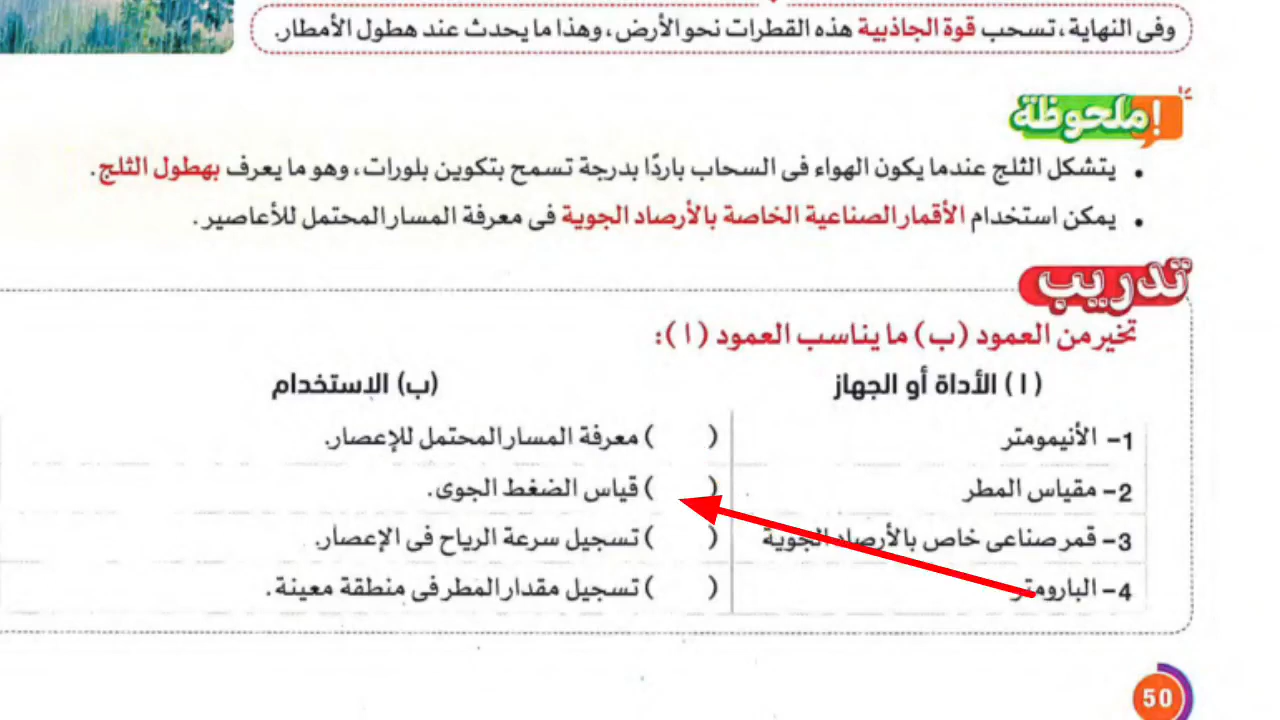 وفى النهاية، تسحب قوة الجاذبية هذه القطرات نحو الأرض، وهذا ما يحدث عند هطول الأمطار.
ملحوظة!
• يتشكل الثلج عندما يكون الهواء فى السحاب باردًا بدرجة تسمح بتكوين بلورات، وهو ما يعرف بهطول الثلج.
• يمكن استخدام الأقمار الصناعية الخاصة بالأرصاد الجوية فى معرفة المسار المحتمل للأعاصير.
تدريب
تخير من العمود (ب) ما يناسب العمود (ا):
(ا) الأداة أو الجهاز (ب) الاستخدام
1- الأنيمومتر ( ) معرفة المسار المحتمل للإعصار.
2- مقياس المطر ( ) قياس الضغط الجوى.
3- قمر صناعى خاص بالأرصاد الجوية ( ) تسجيل سرعة الرياح فى الإعصار.
4- البارومتر ( ) تسجيل مقدار المطر فى منطقة معينة.
50